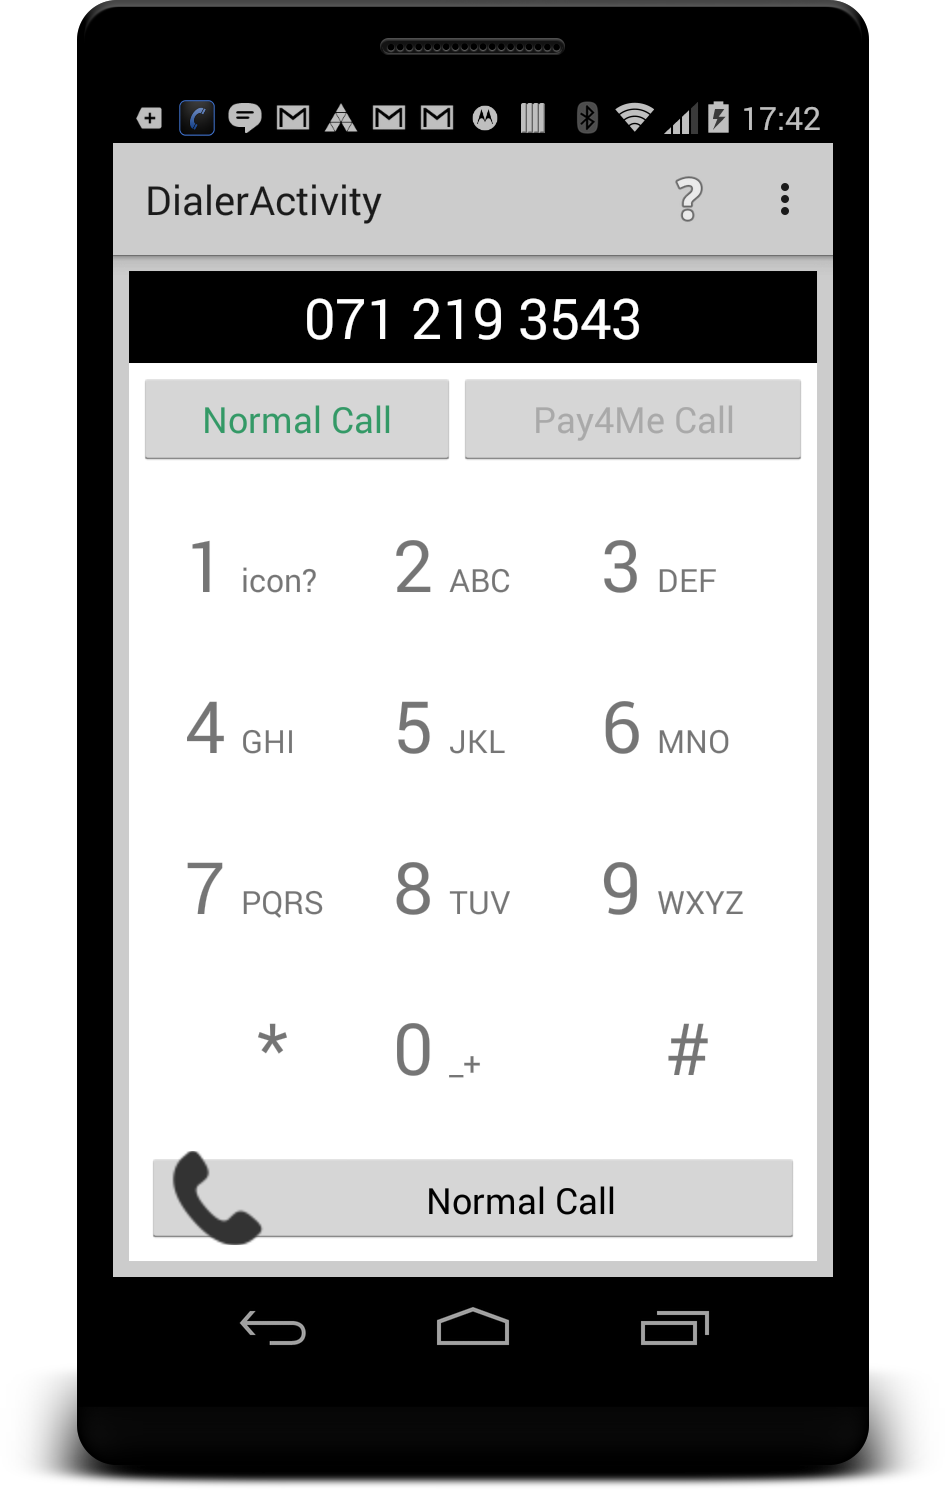 17:42
DialerActivity
071 219 3543
Normal Call Pay4Me Call
1 icon? 2 ABC 3 DEF
4 GHI 5 JKL 6 MNO
7 PQRS 8 TUV 9 WXYZ
* 0 _+ #
Normal Call